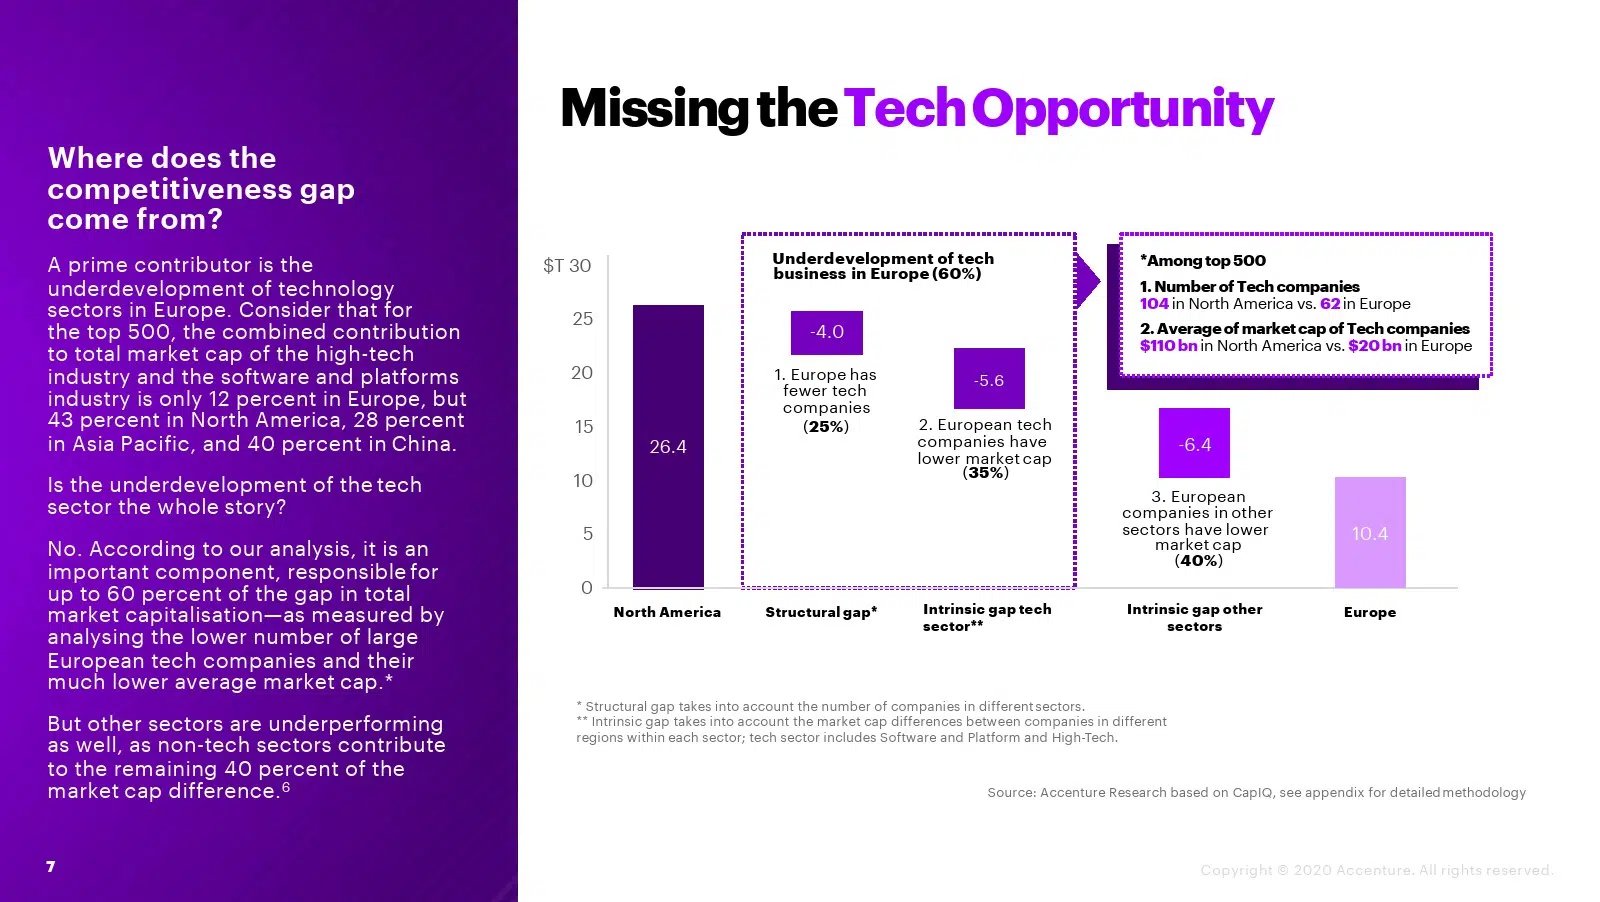 Missing the Tech Opportunity
Where does the
competitiveness gap
come from?
A prime contributor is the
underdevelopment of technology
sectors in Europe. Consider that for
the top 500, the combined contribution
to total market cap of the high-tech
industry and the software and platforms
industry is only 12 percent in Europe, but
43 percent in North America, 28 percent
in Asia Pacific, and 40 percent in China.
Is the underdevelopment of the tech
sector the whole story?
No. According to our analysis, it is an
important component, responsible for
up to 60 percent of the gap in total
market capitalisation—as measured by
analysing the lower number of large
European tech companies and their
much lower average market cap.*
But other sectors are underperforming
as well, as non-tech sectors contribute
to the remaining 40 percent of the
market cap difference.6
7
$T 30
25
20
15
10
5
0
26.4
North America
Underdevelopment of tech
business in Europe (60%)
-4.0
1. Europe has
fewer tech
companies
(25%)
Structural gap*
-5.6
2. European tech
companies have
lower market cap
(35%)
Intrinsic gap tech
sector**
*Among top 500
1. Number of Tech companies
104 in North America vs. 62 in Europe
2. Average of market cap of Tech companies
$110 bn in North America vs. $20 bn in Europe
-6.4
3. European
companies in other
sectors have lower
market cap
(40%)
Intrinsic gap other
sectors
10.4
Europe
* Structural gap takes into account the number of companies in different sectors.
** Intrinsic gap takes into account the market cap differences between companies in different
regions within each sector; tech sector includes Software and Platform and High-Tech.
Source: Accenture Research based on CapIQ, see appendix for detailed methodology
Copyright © 2020 Accenture. All rights reserved.